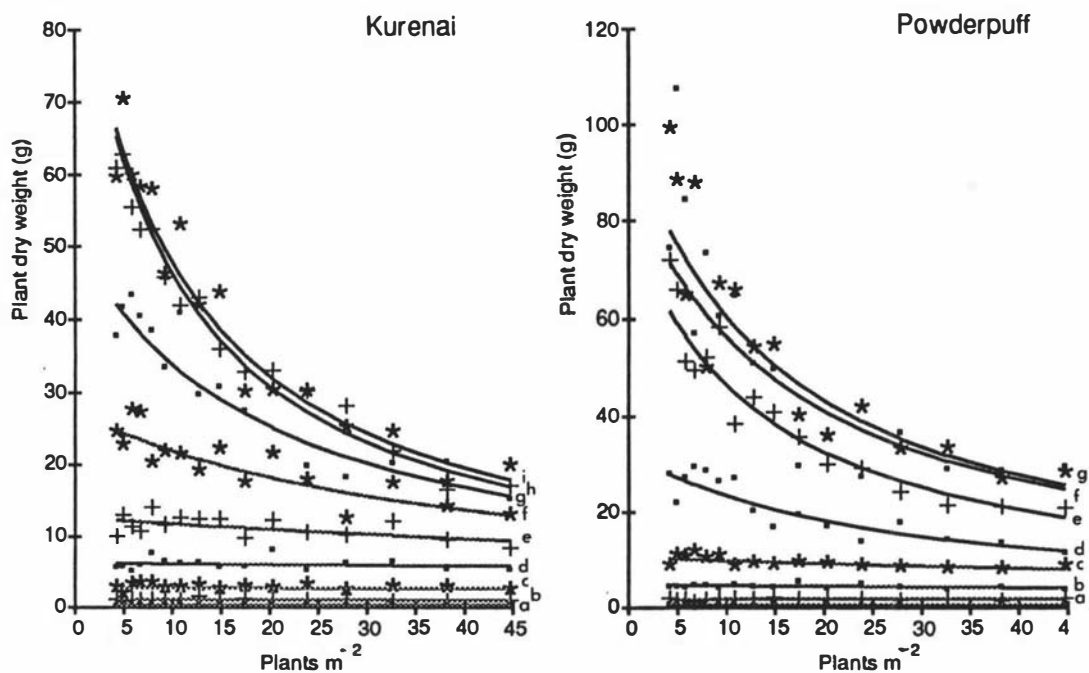 Kurenai
80
70
60
50
40
30
20
10
0
Plant dry weight (g)
0 5 10 15 20 25 30 35 40 45
Plants m-2
i
h
g
f
e
d
c
b
a
Powderpuff
120
100
80
60
40
20
0
Plant dry weight (g)
0 5 10 15 20 25 30 35 40 4
Plants m-2
g
f
d
c
b
a